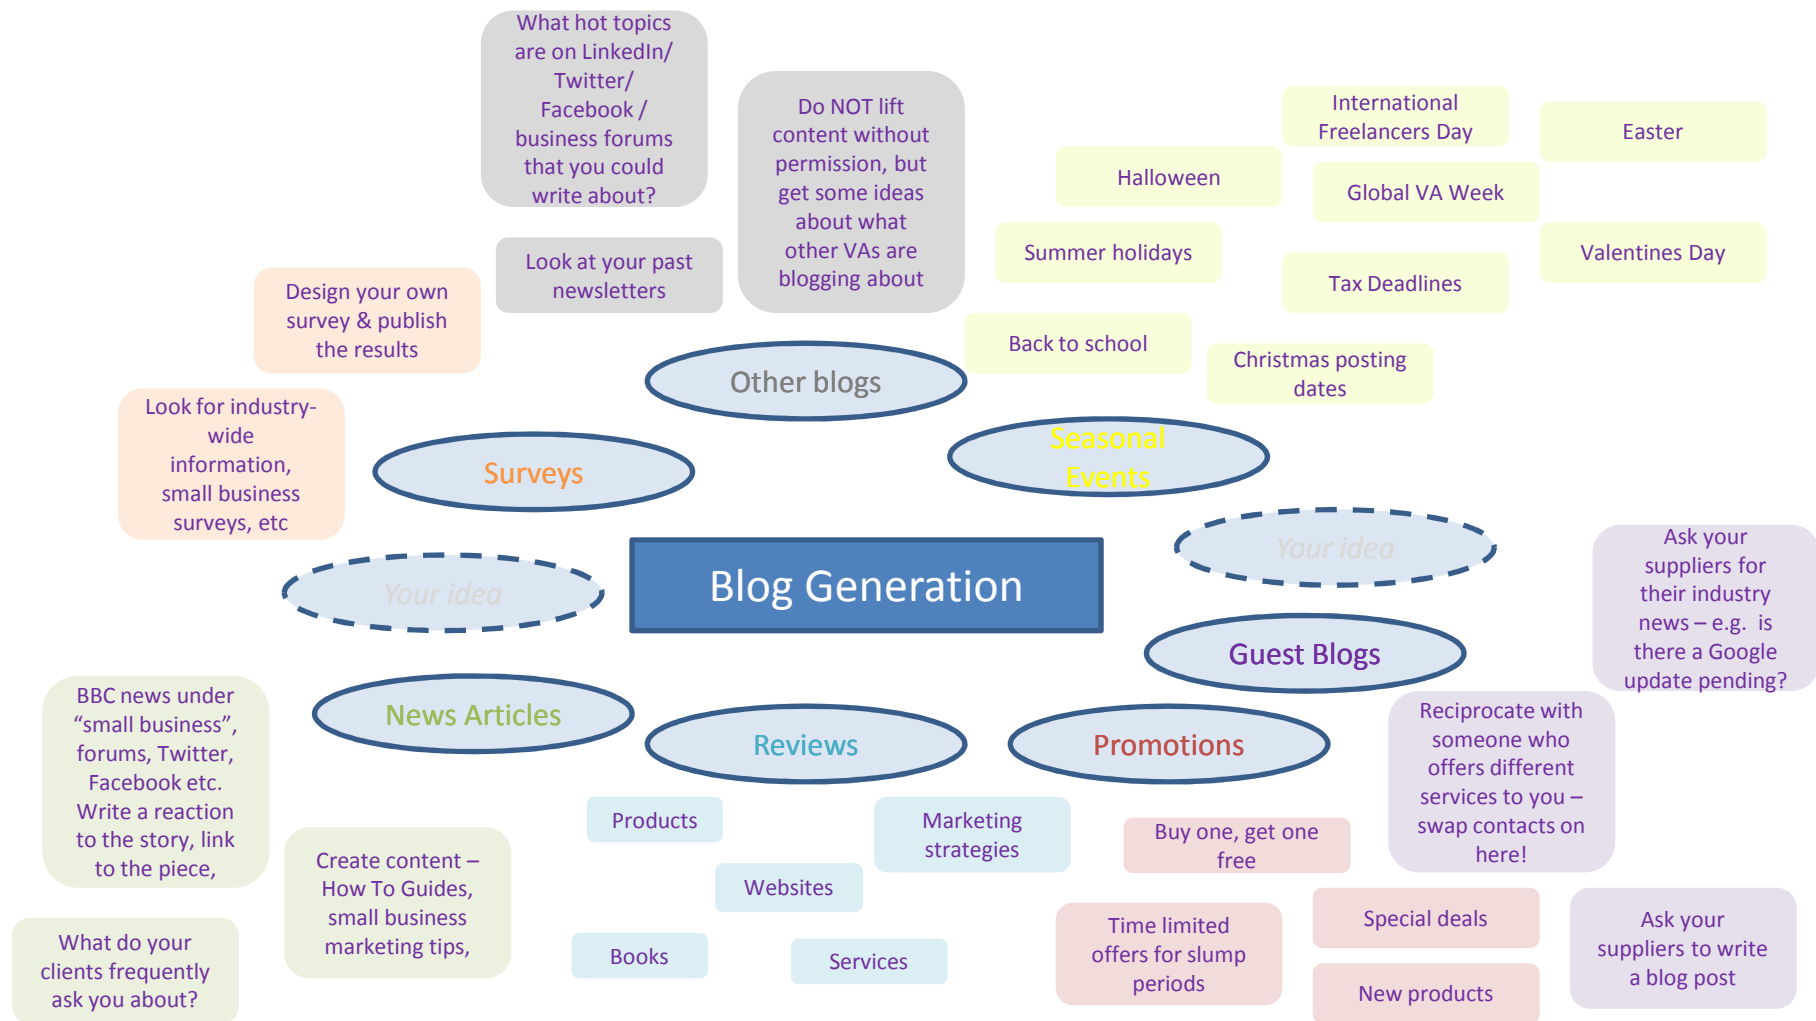 What hot topics
are on LinkedIn/
Twitter/
Facebook /
business forums
that you could
write about?
Do NOT lift
content without
permission, but
get some ideas
about what
other VAs are
blogging about
Look at your past
newsletters
International
Freelancers Day
Easter
Halloween
Global VA Week
Summer holidays
Valentines Day
Tax Deadlines
Back to school
Christmas posting
dates
Design your own
survey & publish
the results
Look for industry-
wide
information,
small business
surveys, etc
Other blogs
Surveys
Seasonal
Events
Your idea
Blog Generation
Your idea
Guest Blogs
News Articles
Reviews
Promotions
Ask your
suppliers for
their industry
news – e.g. is
there a Google
update pending?
Reciprocate with
someone who
offers different
services to you –
swap contacts on
here!
Ask your
suppliers to write
a blog post
BBC news under
“small business”,
forums, Twitter,
Facebook etc.
Write a reaction
to the story, link
to the piece,
Create content –
How To Guides,
small business
marketing tips,
What do your
clients frequently
ask you about?
Products
Marketing
strategies
Websites
Books
Services
Buy one, get one
free
Time limited
offers for slump
periods
Special deals
New products